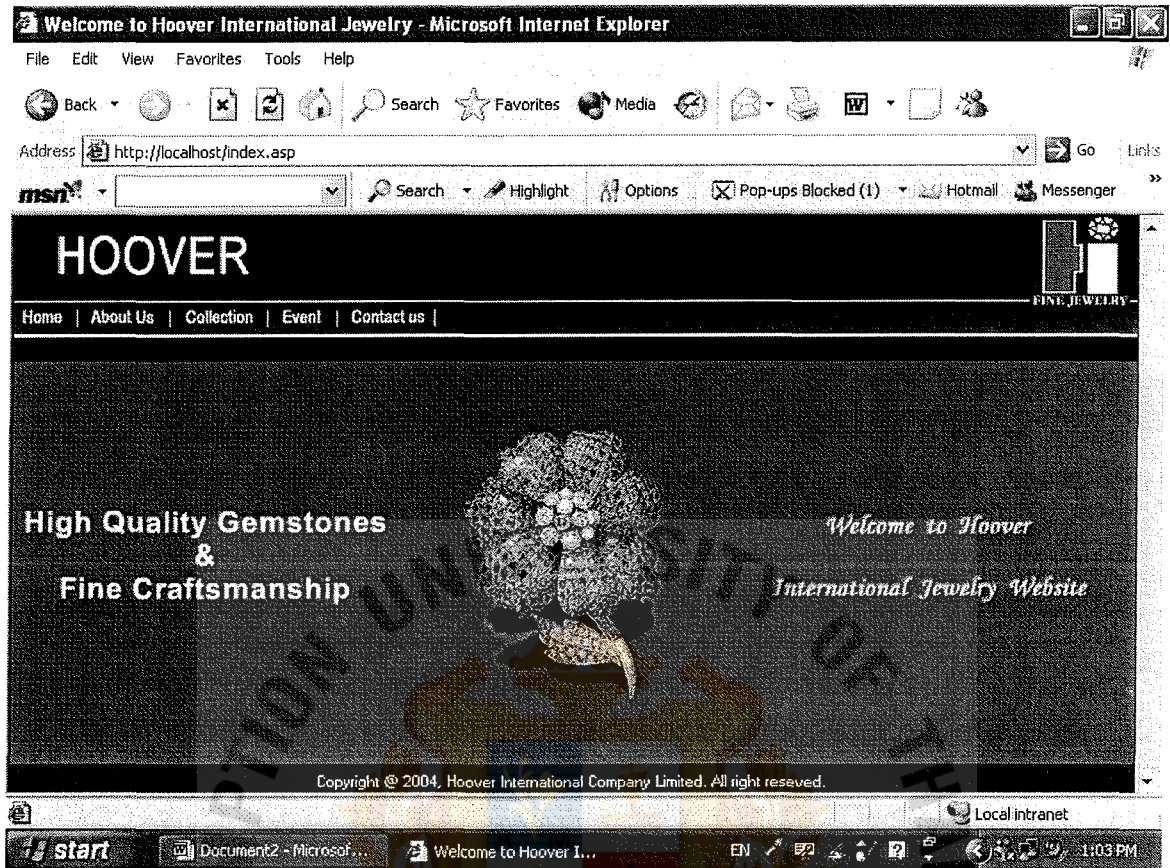 Welcome to Hoover International Jewelry - Microsoft Internet Explorer
File Edit View Favorites Tools Help
Back Search Favorites Media
Address http://localhost/index.asp Go Links
msn Search Highlight Options Pop-ups Blocked (1) Hotmail Messenger »
HOOVER
FINE JEWELRY
Home | About Us | Collection | Event | Contact us |
High Quality Gemstones
&
Fine Craftsmanship
Welcome to Hoover
International Jewelry Website
Copyright @ 2004, Hoover International Company Limited. All right reseved.
Local intranet
start Document2 - Microsof... Welcome to Hoover I... EN 1:03 PM